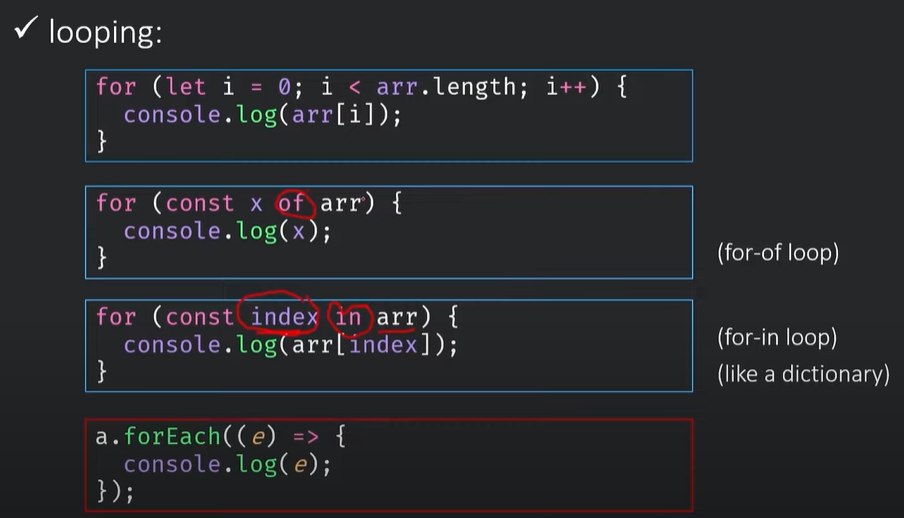 ✓ looping:
for (let i = 0; i < arr.length; i++) {
  console.log(arr[i]);
}
for (const x of arr) {
  console.log(x);
}
(for-of loop)
for (const index in arr) {
  console.log(arr[index]);
}
(for-in loop)
(like a dictionary)
a.forEach((e) => {
  console.log(e);
});